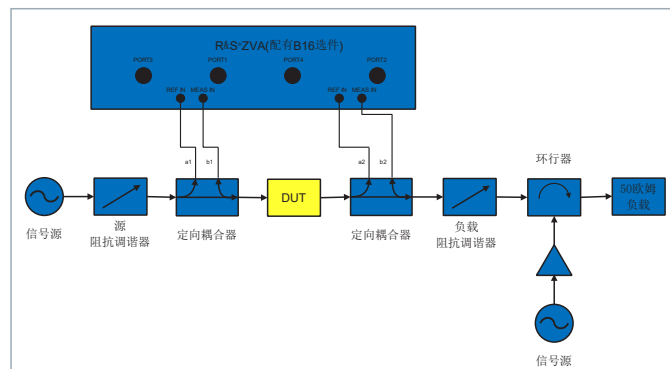 R&S®ZVA(配有B16选件)
PORT3 PORT1 PORT4 PORT2
REF IN MEAS IN REF IN MEAS IN
a1 b1 a2 b2
DUT
信号源
源
阻抗调谐器
定向耦合器
定向耦合器
负载
阻抗调谐器
环行器
50欧姆
负载
信号源